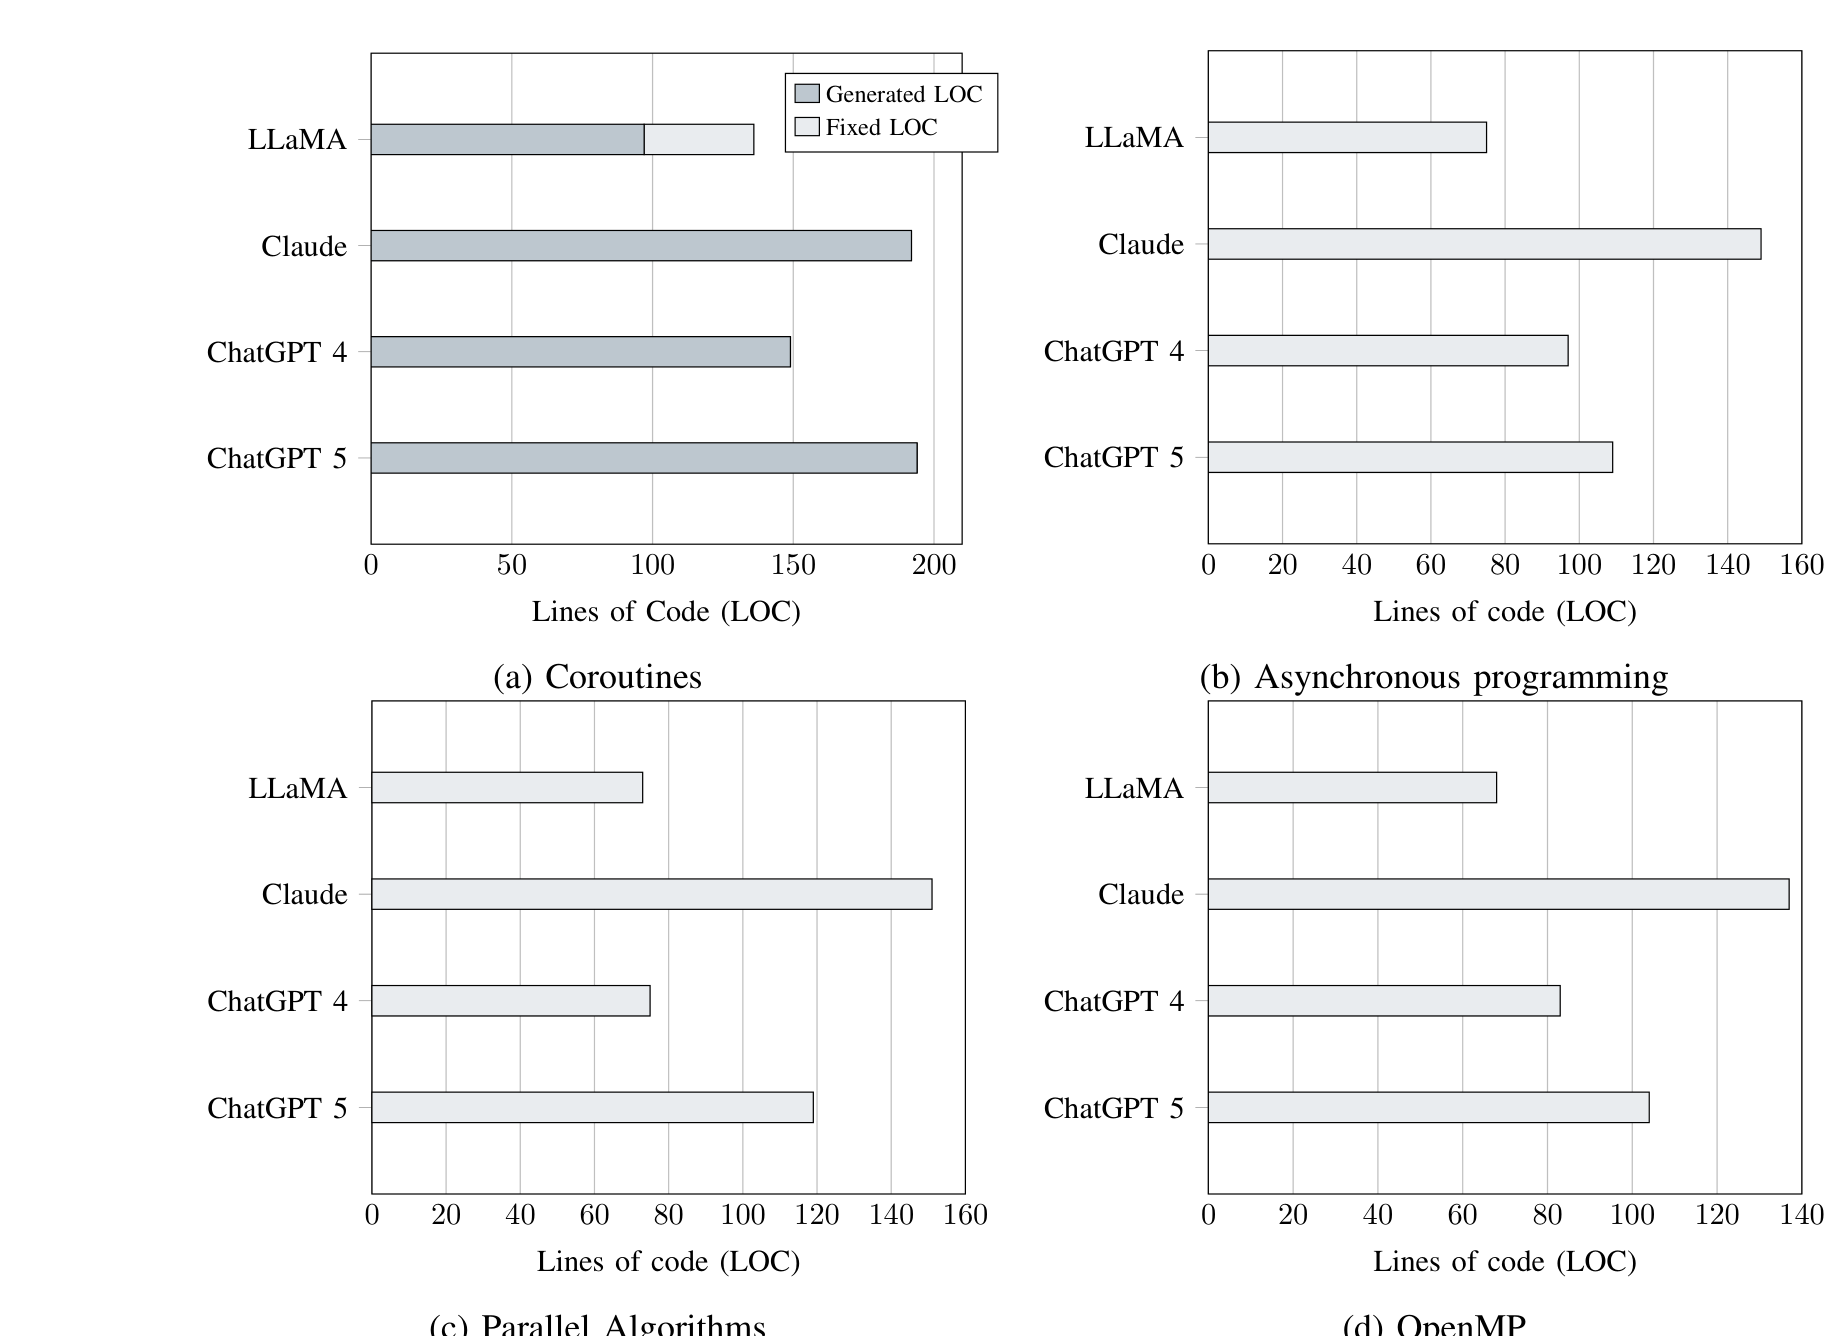 Generated LOC
Fixed LOC
LLaMA
Claude
ChatGPT 4
ChatGPT 5
0 50 100 150 200
Lines of Code (LOC)
(a) Coroutines
LLaMA
Claude
ChatGPT 4
ChatGPT 5
0 20 40 60 80 100 120 140 160
Lines of code (LOC)
(b) Asynchronous programming
LLaMA
Claude
ChatGPT 4
ChatGPT 5
0 20 40 60 80 100 120 140 160
Lines of code (LOC)
(c) Parallel Algorithms
LLaMA
Claude
ChatGPT 4
ChatGPT 5
0 20 40 60 80 100 120 140
Lines of code (LOC)
(d) OpenMP